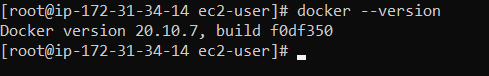 [root@ip-172-31-34-14 ec2-user]# docker --version
Docker version 20.10.7, build f0df350
[root@ip-172-31-34-14 ec2-user]#